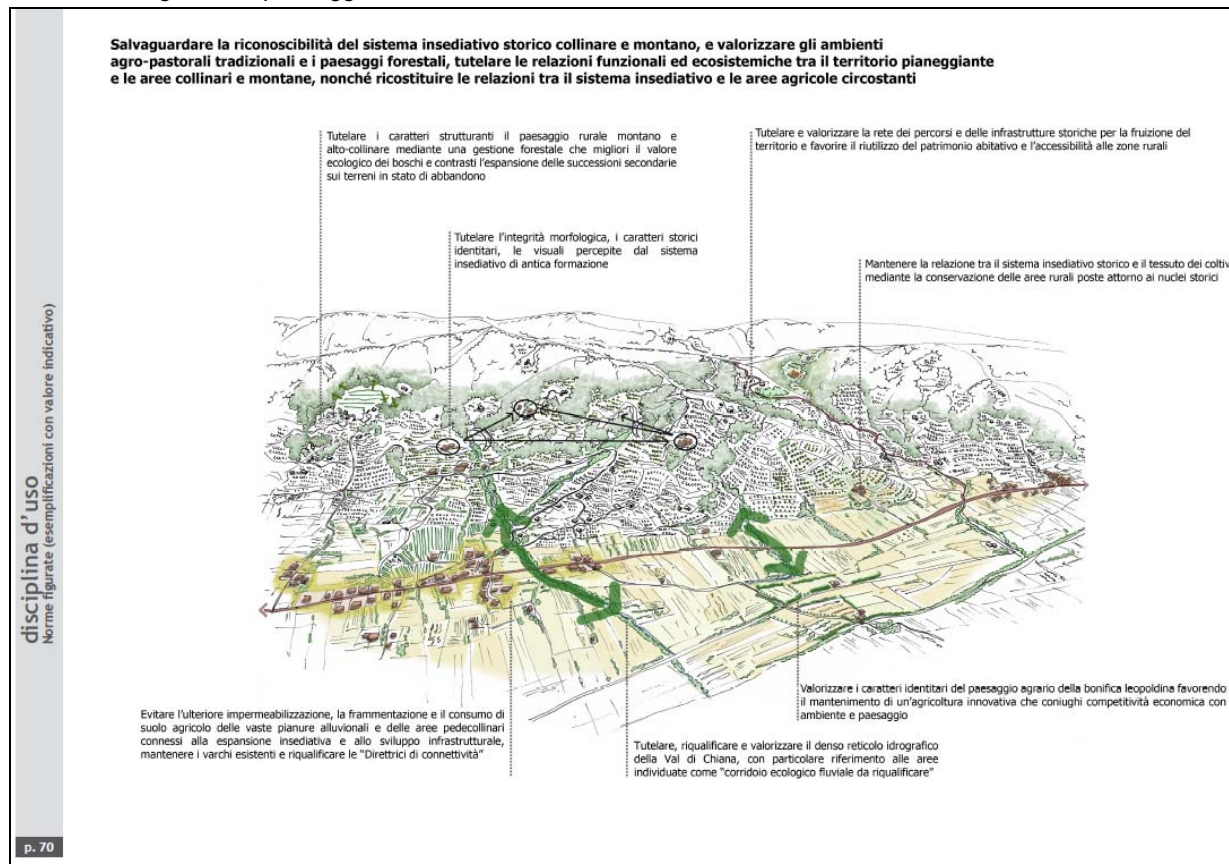 Salvaguardare la riconoscibilità del sistema insediativo storico collinare e montano, e valorizzare gli ambienti
agro-pastorali tradizionali e i paesaggi forestali, tutelare le relazioni funzionali ed ecosistemiche tra il territorio pianeggiante
e le aree collinari e montane, nonché ricostituire le relazioni tra il sistema insediativo e le aree agricole circostanti
Tutelare i caratteri strutturanti il paesaggio rurale montano e
alto-collinare mediante una gestione forestale che migliori il valore
ecologico dei boschi e contrasti l'espansione delle successioni secondarie
sui terreni in stato di abbandono
Tutelare e valorizzare la rete dei percorsi e delle infrastrutture storiche per la fruizione del
territorio e favorire il riutilizzo del patrimonio abitativo e l'accessibilità alle zone rurali
Tutelare l'integrità morfologica, i caratteri storici
identitari, le visuali percepite dal sistema
insediativo di antica formazione
Mantenere la relazione tra il sistema insediativo storico e il tessuto dei coltiv
mediante la conservazione delle aree rurali poste attorno ai nuclei storici
Evitare l'ulteriore impermeabilizzazione, la frammentazione e il consumo di
suolo agricolo delle vaste pianure alluvionali e delle aree pedecollinari
connessi alla espansione insediativa e allo sviluppo infrastrutturale,
mantenere i varchi esistenti e riqualificare le "Direttrici di connettività"
Valorizzare i caratteri identitari del paesaggio agrario della bonifica leopoldina favorendo
il mantenimento di un'agricoltura innovativa che coniughi competitività economica con
ambiente e paesaggio
Tutelare, riqualificare e valorizzare il denso reticolo idrografico
della Val di Chiana, con particolare riferimento alle aree
individuate come "corridoio ecologico fluviale da riqualificare"
disciplina d'uso
Norme figurate (esemplificazioni con valore indicativo)
p. 70